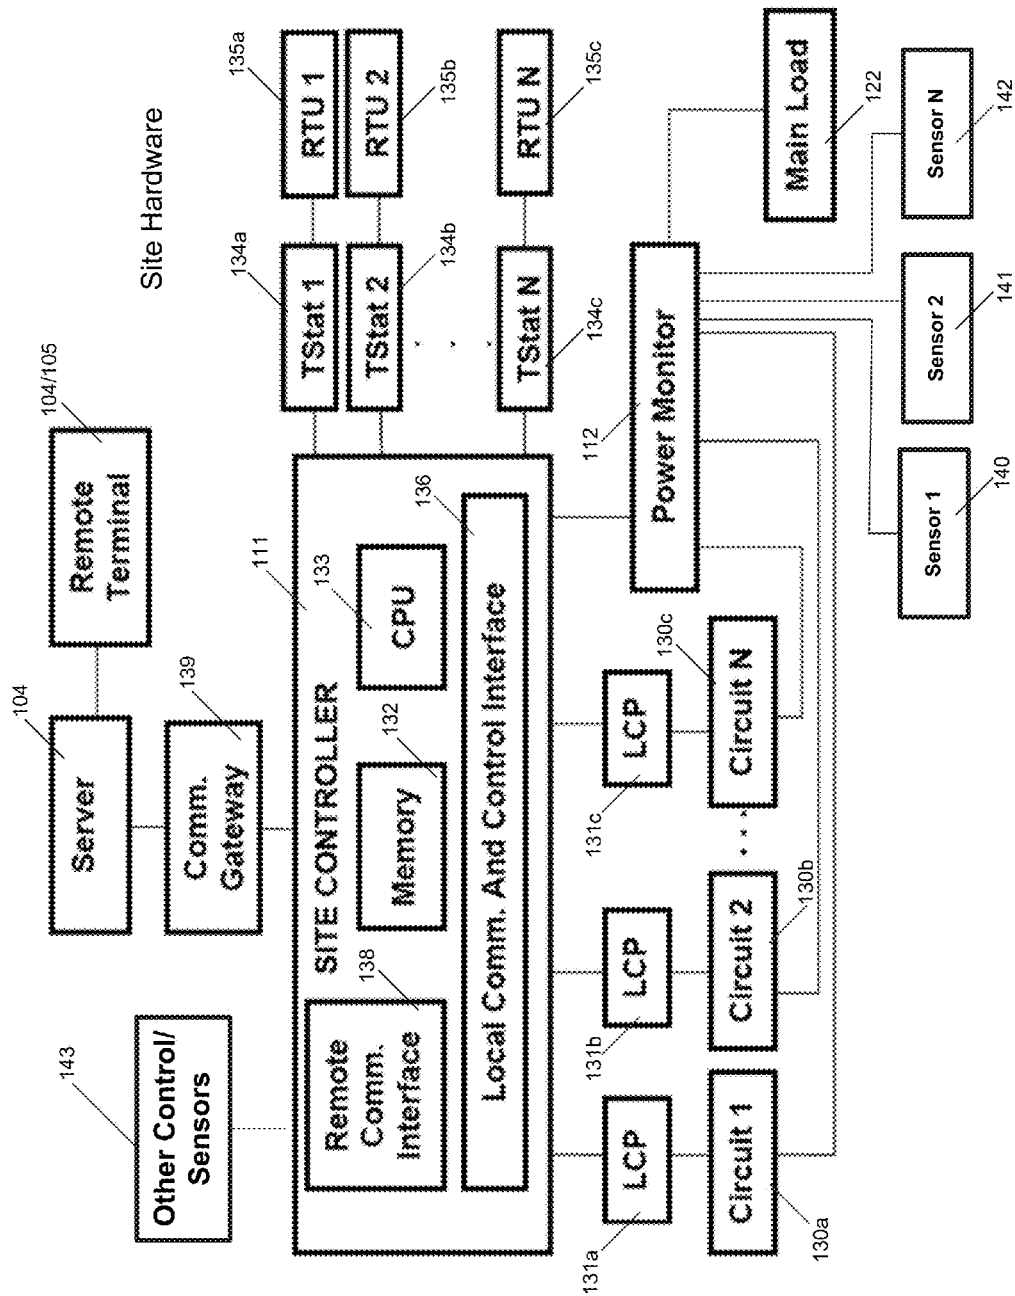 Site Hardware
143
Other Control/
Sensors
104
Server
104/105
Remote
Terminal
139
Comm.
Gateway
111
SITE CONTROLLER
138
Remote
Comm.
Interface
132
Memory
133
CPU
136
Local Comm. And Control Interface
134a
TStat 1
135a
RTU 1
134b
TStat 2
135b
RTU 2
134c
TStat N
135c
RTU N
131a
LCP
131b
LCP
131c
LCP
130a
Circuit 1
130b
Circuit 2
130c
Circuit N
112
Power Monitor
Main Load
122
Sensor 1
140
Sensor 2
141
Sensor N
142